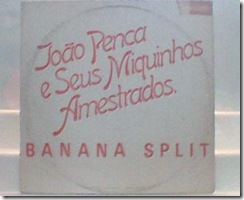 João Penca
e Seus Miquinhos
Amestrados.
BANANA SPLIT